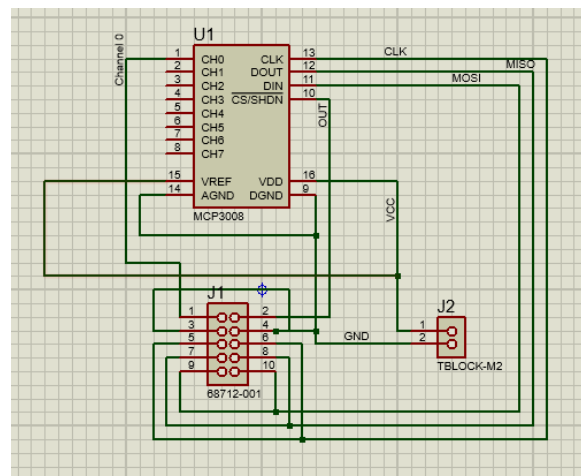 U1
Channel 0
1 CH0 CLK 13 CLK
2 CH1 DOUT 12 MISO
3 CH2 DIN 11 MOSI
4 CH3 CS/SHDN 10
5 CH4
6 CH5
7 CH6
8 CH7
OUT
15 VREF VDD 16
14 AGND DGND 9
MCP3008
VCC
J1
1 2
3 4
5 6
7 8
9 10
68712-001
GND
J2
1
2
TBLOCK-M2